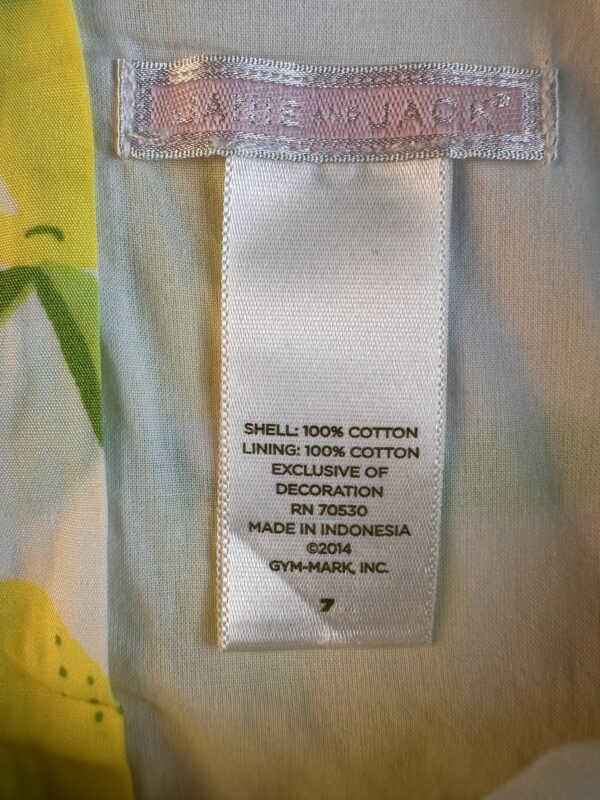 JANIE AND JACK®
SHELL: 100% COTTON
LINING: 100% COTTON
EXCLUSIVE OF
DECORATION
RN 70530
MADE IN INDONESIA
©2014
GYM-MARK, INC.
7